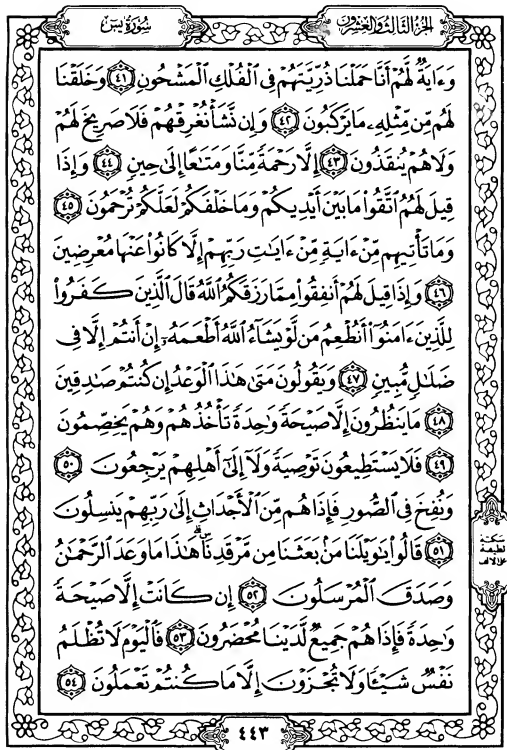 الجزء الثالث والعشرون
سورة يس
وَءَايَةٌ لَّهُمْ أَنَّا حَمَلْنَا ذُرِّيَّتَهُمْ فِي ٱلْفُلْكِ ٱلْمَشْحُونِ ٤١ وَخَلَقْنَا
لَهُم مِّن مِّثْلِهِۦ مَا يَرْكَبُونَ ٤٢ وَإِن نَّشَأْ نُغْرِقْهُمْ فَلَا صَرِيخَ لَهُمْ
وَلَا هُمْ يُنقَذُونَ ٤٣ إِلَّا رَحْمَةً مِّنَّا وَمَتَٰعًا إِلَىٰ حِينٍ ٤٤ وَإِذَا
قِيلَ لَهُمُ ٱتَّقُوا۟ مَا بَيْنَ أَيْدِيكُمْ وَمَا خَلْفَكُمْ لَعَلَّكُمْ تُرْحَمُونَ ٤٥
وَمَا تَأْتِيهِم مِّنْ ءَايَةٍ مِّنْ ءَايَٰتِ رَبِّهِمْ إِلَّا كَانُوا۟ عَنْهَا مُعْرِضِينَ
٤٦ وَإِذَا قِيلَ لَهُمْ أَنفِقُوا۟ مِمَّا رَزَقَكُمُ ٱللَّهُ قَالَ ٱلَّذِينَ كَفَرُوا۟
لِلَّذِينَ ءَامَنُوٓا۟ أَنُطْعِمُ مَن لَّوْ يَشَآءُ ٱللَّهُ أَطْعَمَهُۥٓ إِنْ أَنتُمْ إِلَّا فِي
ضَلَٰلٍ مُّبِينٍ ٤٧ وَيَقُولُونَ مَتَىٰ هَٰذَا ٱلْوَعْدُ إِن كُنتُمْ صَٰدِقِينَ
٤٨ مَا يَنظُرُونَ إِلَّا صَيْحَةً وَٰحِدَةً تَأْخُذُهُمْ وَهُمْ يَخِصِّمُونَ
٤٩ فَلَا يَسْتَطِيعُونَ تَوْصِيَةً وَلَآ إِلَىٰٓ أَهْلِهِمْ يَرْجِعُونَ ٥٠
وَنُفِخَ فِي ٱلصُّورِ فَإِذَا هُم مِّنَ ٱلْأَجْدَاثِ إِلَىٰ رَبِّهِمْ يَنسِلُونَ
٥١ قَالُوا۟ يَٰوَيْلَنَا مَنۢ بَعَثَنَا مِن مَّرْقَدِنَا ۜ ۗ هَٰذَا مَا وَعَدَ ٱلرَّحْمَٰنُ
وَصَدَقَ ٱلْمُرْسَلُونَ ٥٢ إِن كَانَتْ إِلَّا صَيْحَةً
وَٰحِدَةً فَإِذَا هُمْ جَمِيعٌ لَّدَيْنَا مُحْضَرُونَ ٥٣ فَٱلْيَوْمَ لَا تُظْلَمُ
نَفْسٌ شَيْـًٔا وَلَا تُجْزَوْنَ إِلَّا مَا كُنتُمْ تَعْمَلُونَ ٥٤
سكتة
لطيفة
على الألف
٤٤٣